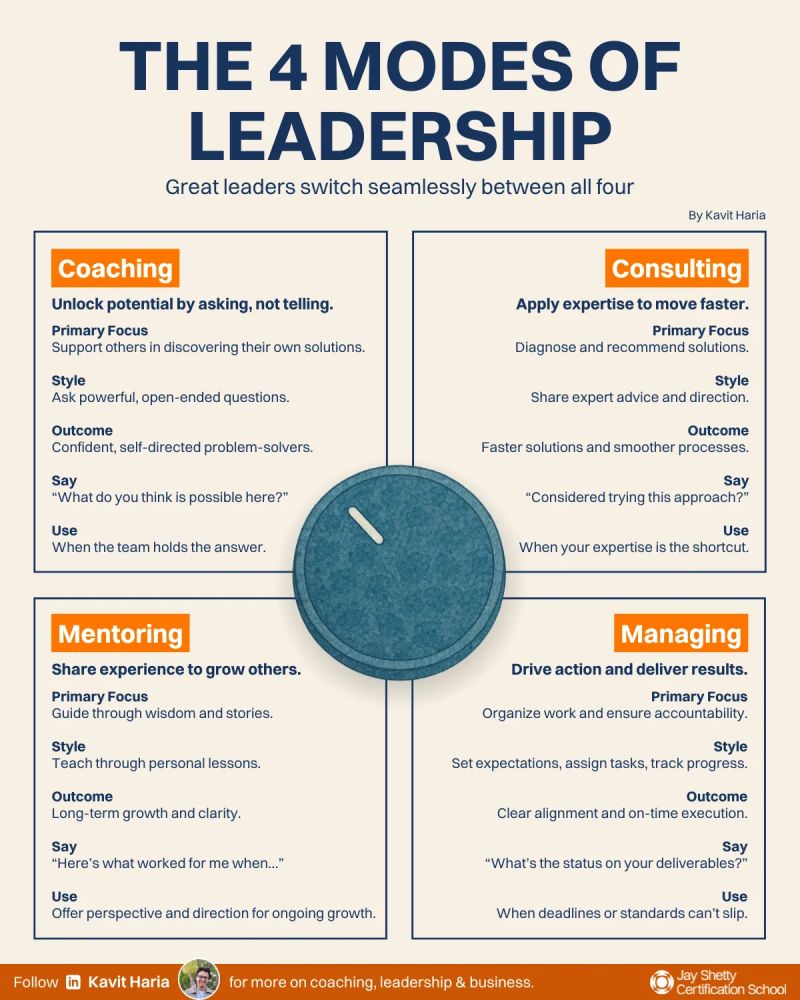 THE 4 MODES OF
LEADERSHIP
Great leaders switch seamlessly between all four
By Kavit Haria
Coaching
Unlock potential by asking, not telling.
Primary Focus
Support others in discovering their own solutions.
Style
Ask powerful, open-ended questions.
Outcome
Confident, self-directed problem-solvers.
Say
“What do you think is possible here?”
Use
When the team holds the answer.
Consulting
Apply expertise to move faster.
Primary Focus
Diagnose and recommend solutions.
Style
Share expert advice and direction.
Outcome
Faster solutions and smoother processes.
Say
“Considered trying this approach?”
Use
When your expertise is the shortcut.
Mentoring
Share experience to grow others.
Primary Focus
Guide through wisdom and stories.
Style
Teach through personal lessons.
Outcome
Long-term growth and clarity.
Say
“Here’s what worked for me when...”
Use
Offer perspective and direction for ongoing growth.
Managing
Drive action and deliver results.
Primary Focus
Organize work and ensure accountability.
Style
Set expectations, assign tasks, track progress.
Outcome
Clear alignment and on-time execution.
Say
“What’s the status on your deliverables?”
Use
When deadlines or standards can’t slip.
Follow in Kavit Haria for more on coaching, leadership & business.
Jay Shetty
Certification School